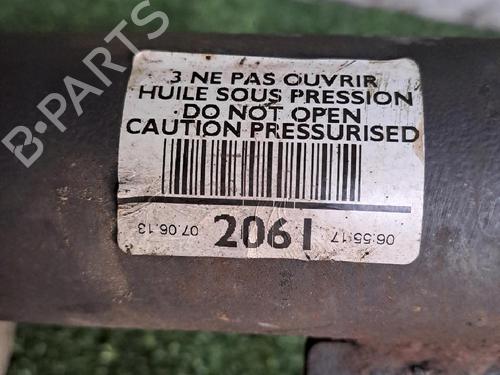 3 NE PAS OUVRIR
HUILE SOUS PRESSION
DO NOT OPEN
CAUTION PRESSURISED
06:55:17 1902 07.06.13
B-Parts